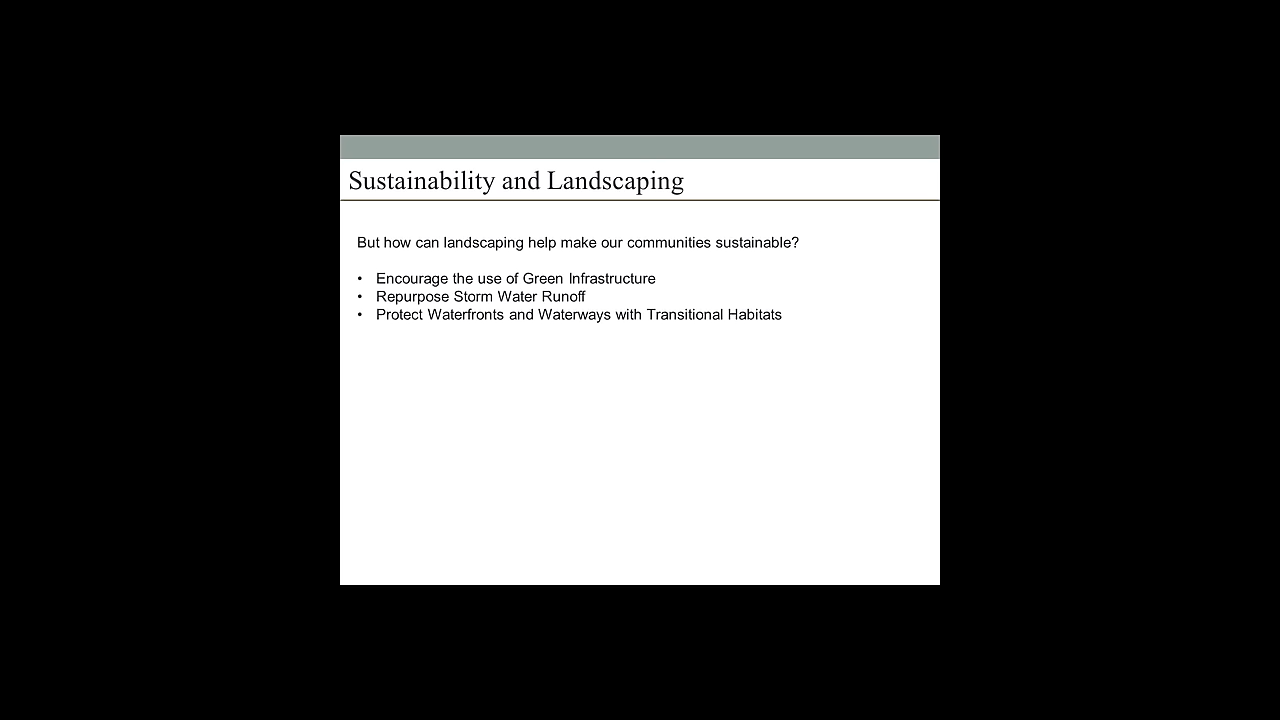 Sustainability and Landscaping
But how can landscaping help make our communities sustainable?
• Encourage the use of Green Infrastructure
• Repurpose Storm Water Runoff
• Protect Waterfronts and Waterways with Transitional Habitats